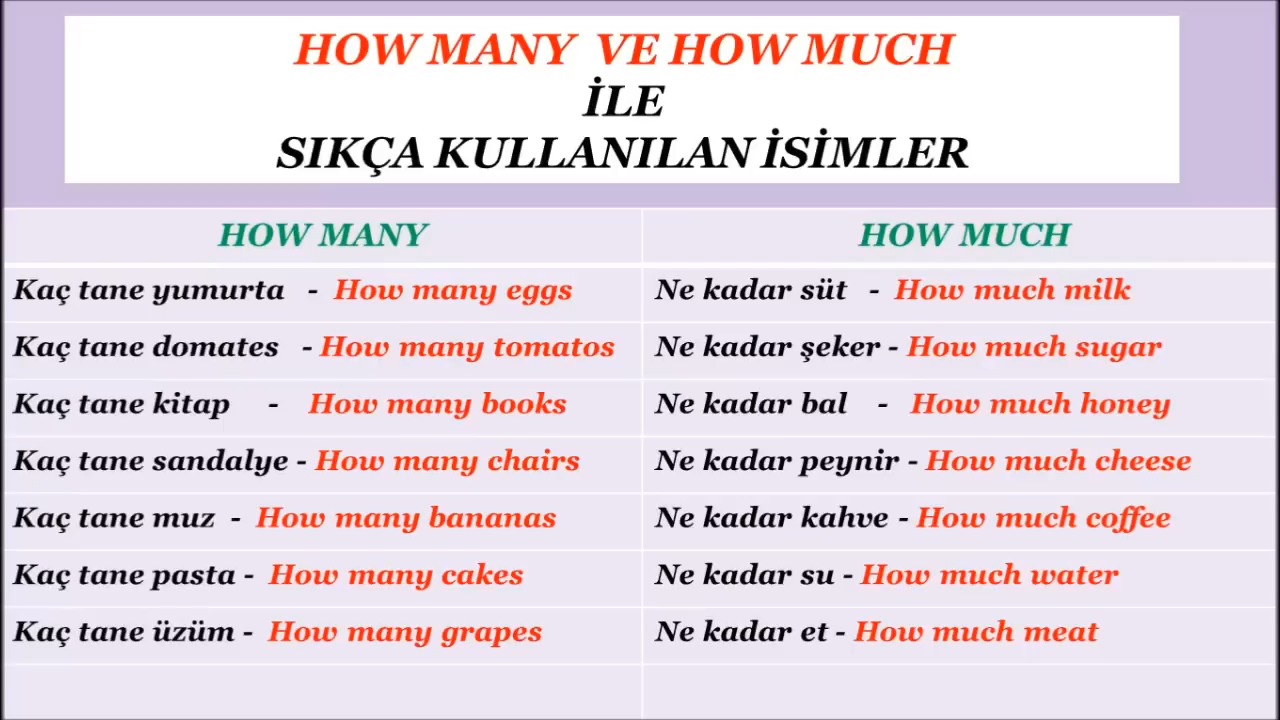 HOW MANY VE HOW MUCH
İLE
SIKÇA KULLANILAN İSİMLER
HOW MANY
HOW MUCH
Kaç tane yumurta - How many eggs
Ne kadar süt - How much milk
Kaç tane domates - How many tomatos
Ne kadar şeker - How much sugar
Kaç tane kitap - How many books
Ne kadar bal - How much honey
Kaç tane sandalye - How many chairs
Ne kadar peynir - How much cheese
Kaç tane muz - How many bananas
Ne kadar kahve - How much coffee
Kaç tane pasta - How many cakes
Ne kadar su - How much water
Kaç tane üzüm - How many grapes
Ne kadar et - How much meat